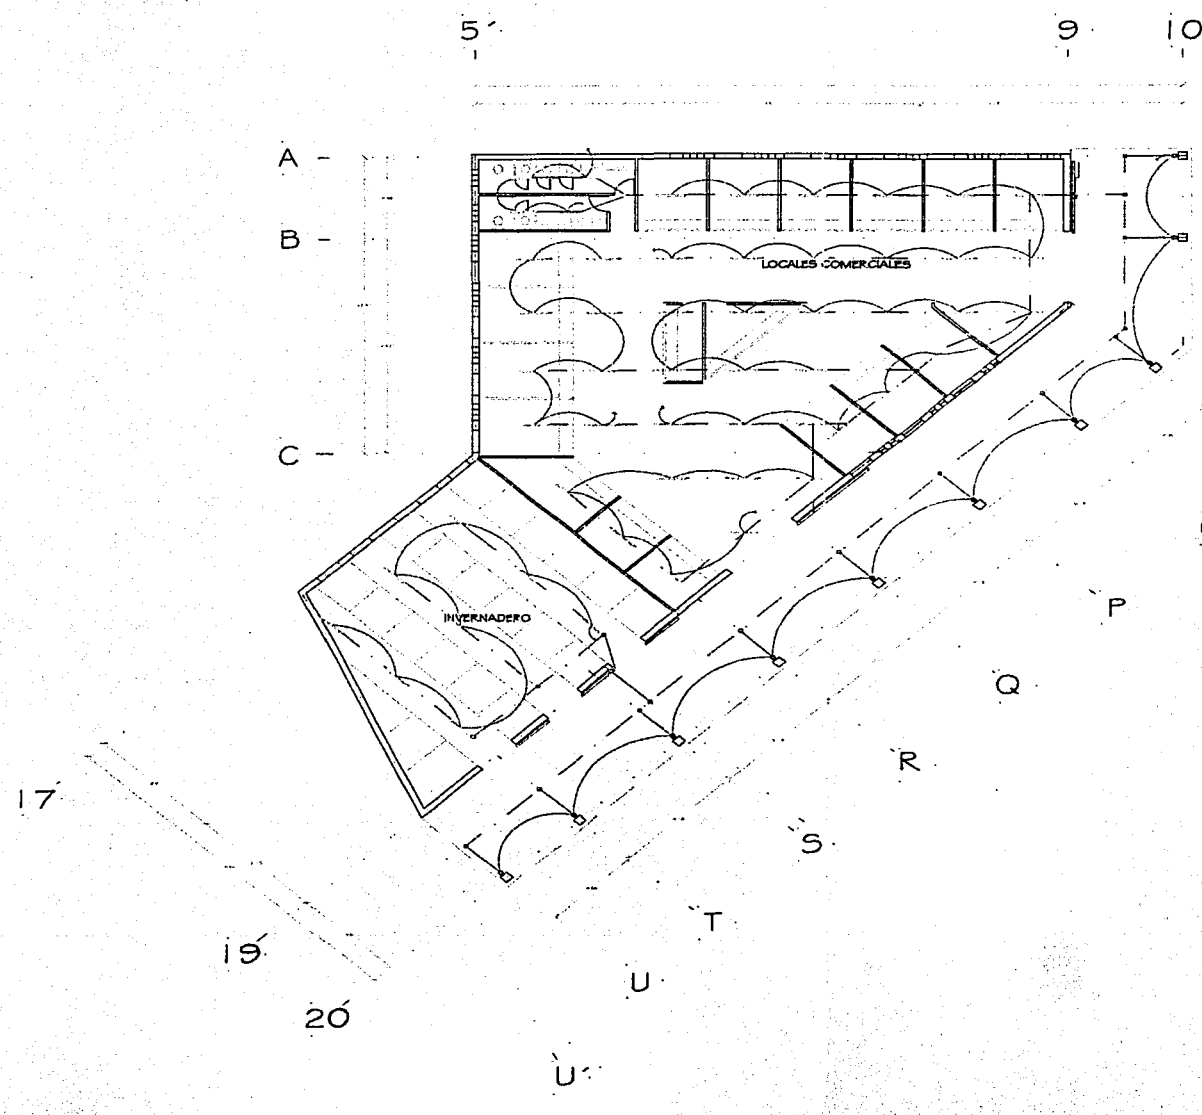 5´ 9 10
A
B
LOCALES COMERCIALES
C
P
INVERNADERO
Q
R
17´
S
T
19´
U
20´
U´